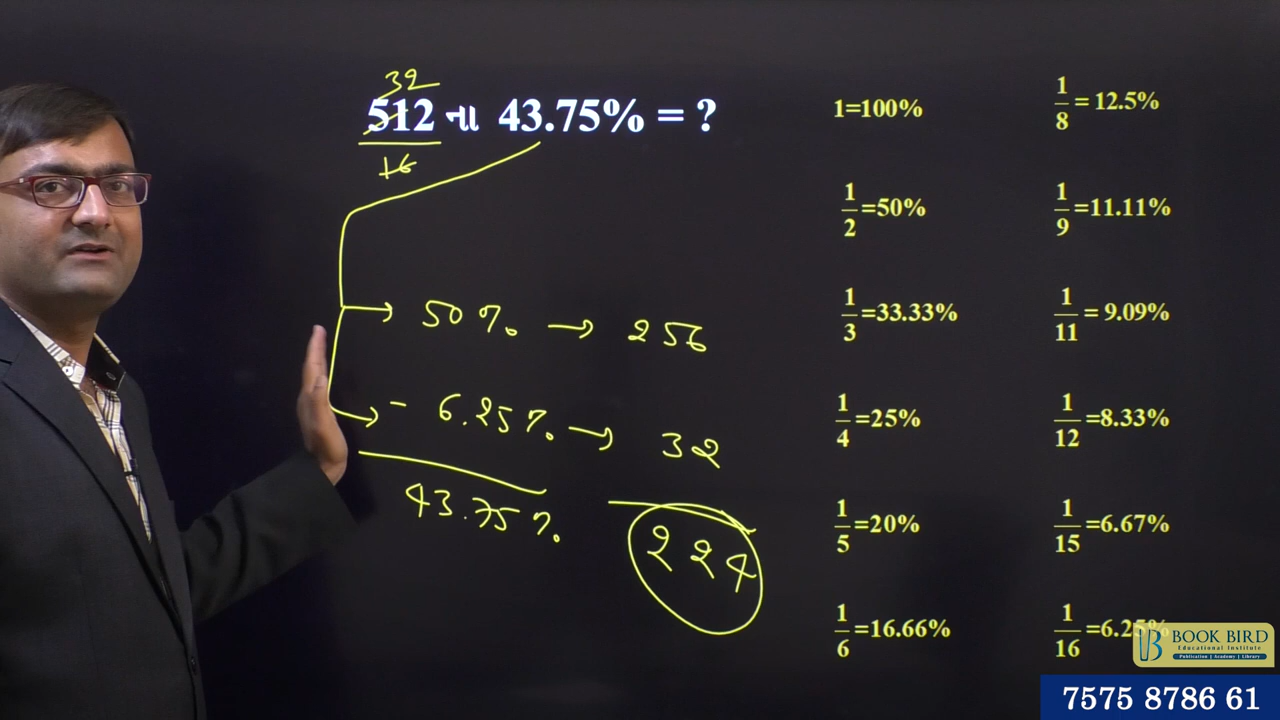 32
512 ના 43.75% = ?
16
50% → 256
- 6.25% → 32
43.75%
224
1=100%
1/2=50%
1/3=33.33%
1/4=25%
1/5=20%
1/6=16.66%
1/8 = 12.5%
1/9=11.11%
1/11 = 9.09%
1/12=8.33%
1/15=6.67%
1/16=6.25%
BOOK BIRD
Educational Institute
Publication | Academy | Library
7575 8786 61